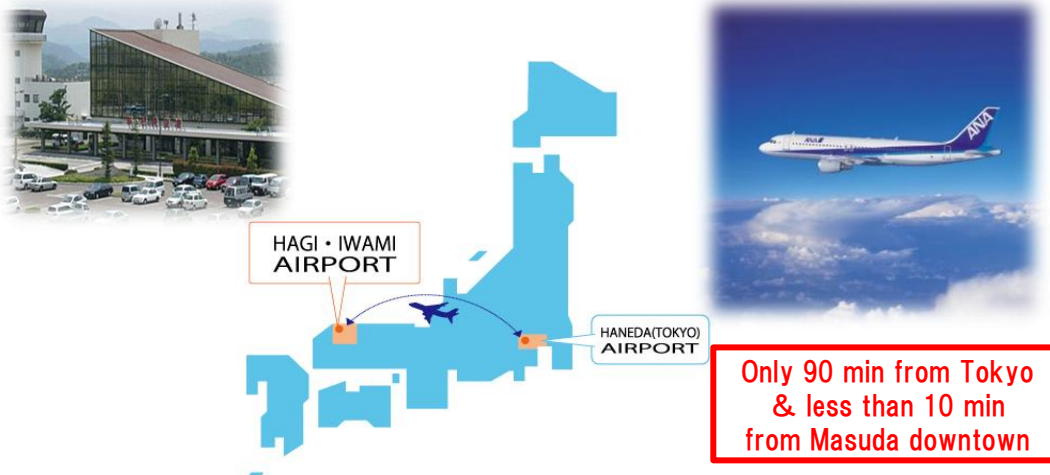 HAGI・IWAMI
AIRPORT
ANA
ANA
HANEDA(TOKYO)
AIRPORT
Only 90 min from Tokyo
& less than 10 min
from Masuda downtown